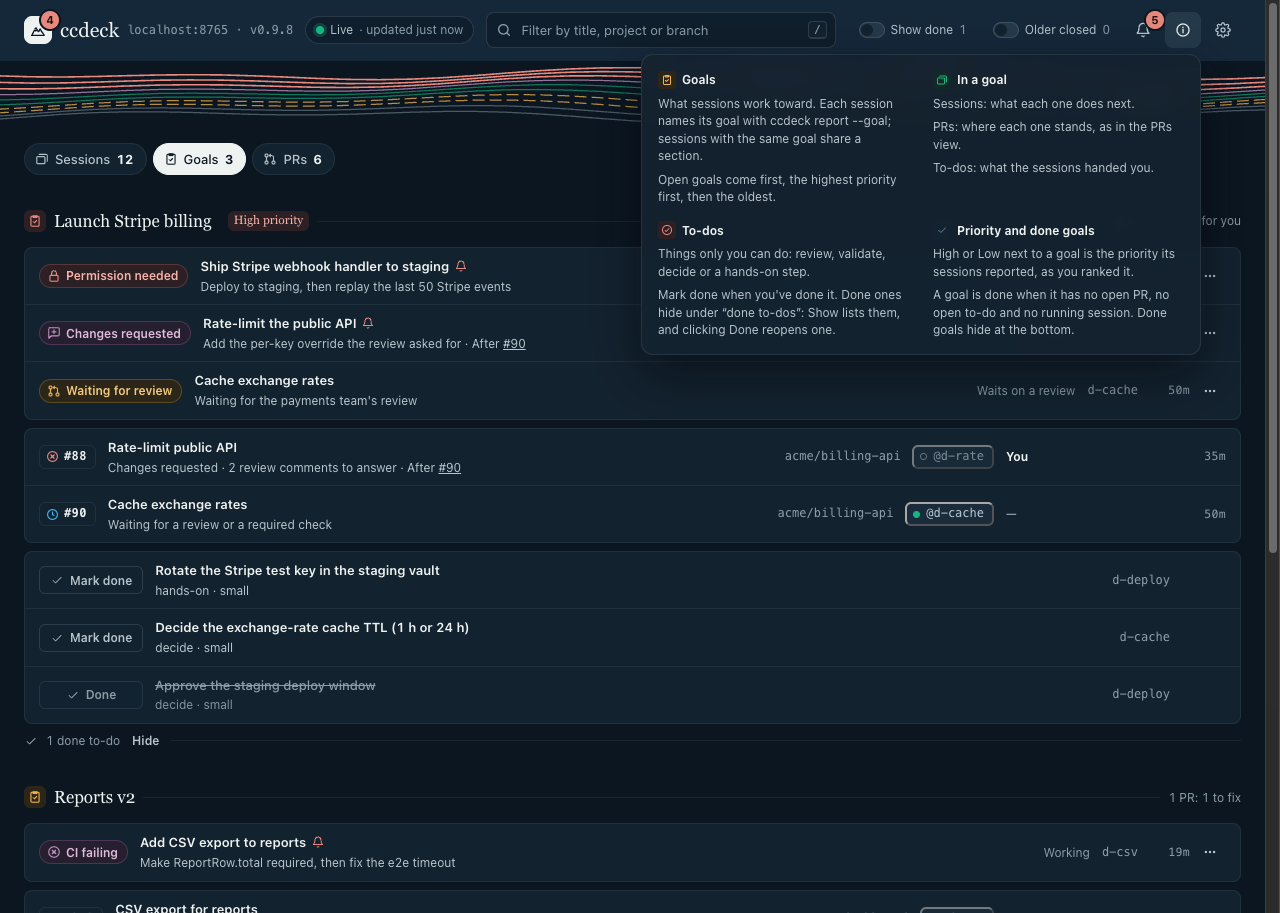 4
ccdeck localhost:8765 · v0.9.8 Live · updated just now Filter by title, project or branch / Show done 1 Older closed 0 5
Sessions 12 Goals 3 PRs 6
Goals
What sessions work toward. Each session
names its goal with ccdeck report --goal;
sessions with the same goal share a
section.
Open goals come first, the highest priority
first, then the oldest.
In a goal
Sessions: what each one does next.
PRs: where each one stands, as in the PRs
view.
To-dos: what the sessions handed you.
To-dos
Things only you can do: review, validate,
decide or a hands-on step.
Mark done when you've done it. Done ones
hide under "done to-dos": Show lists them,
and clicking Done reopens one.
Priority and done goals
High or Low next to a goal is the priority its
sessions reported, as you ranked it.
A goal is done when it has no open PR, no
open to-do and no running session. Done
goals hide at the bottom.
Launch Stripe billing High priority for you
Permission needed Ship Stripe webhook handler to staging
Deploy to staging, then replay the last 50 Stripe events
Changes requested Rate-limit the public API
Add the per-key override the review asked for · After #90
Waiting for review Cache exchange rates
Waiting for the payments team's review
Waits on a review d-cache 50m
#88 Rate-limit public API
Changes requested · 2 review comments to answer · After #90
acme/billing-api @d-rate You 35m
#90 Cache exchange rates
Waiting for a review or a required check
acme/billing-api @d-cache — 50m
Mark done Rotate the Stripe test key in the staging vault
hands-on · small
d-deploy
Mark done Decide the exchange-rate cache TTL (1 h or 24 h)
decide · small
d-cache
Done Approve the staging deploy window
decide · small
d-deploy
1 done to-do Hide
Reports v2 1 PR: 1 to fix
CI failing Add CSV export to reports
Make ReportRow.total required, then fix the e2e timeout
Working d-csv 19m
CSV export for reports